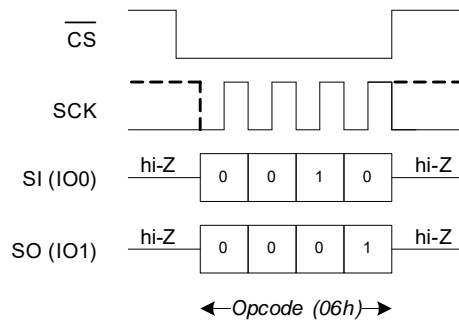 CS
SCK
hi-Z 0 0 1 0 hi-Z
SI (IO0)
hi-Z 0 0 0 1 hi-Z
SO (IO1)
Opcode (06h)